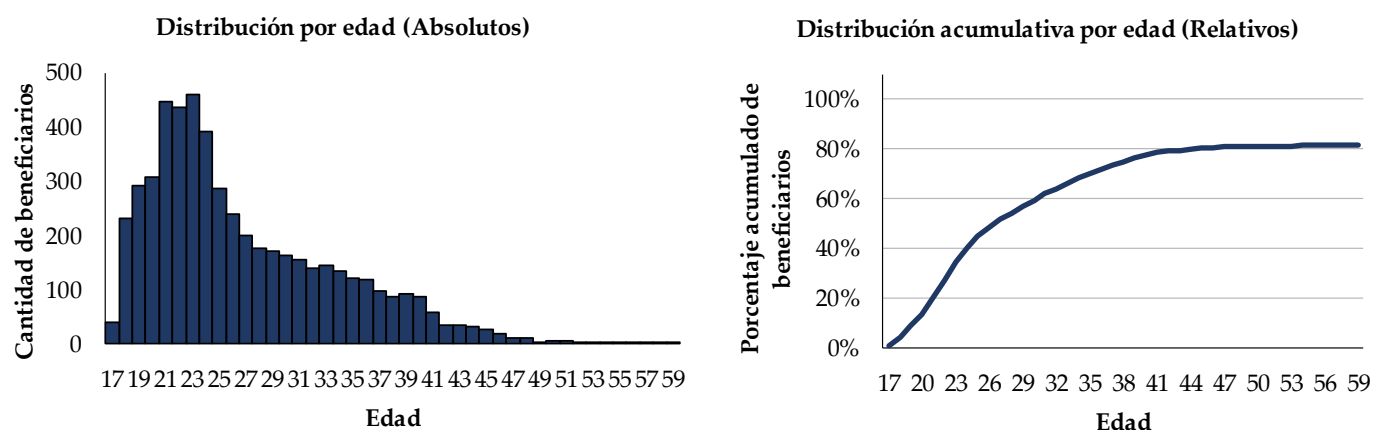 Distribución por edad (Absolutos)
Cantidad de beneficiarios
500
400
300
200
100
0
17 19 21 23 25 27 29 31 33 35 37 39 41 43 45 47 49 51 53 55 57 59
Edad
Distribución acumulativa por edad (Relativos)
Porcentaje acumulado de
beneficiarios
100%
80%
60%
40%
20%
0%
17 20 23 26 29 32 35 38 41 44 47 50 53 56 59
Edad